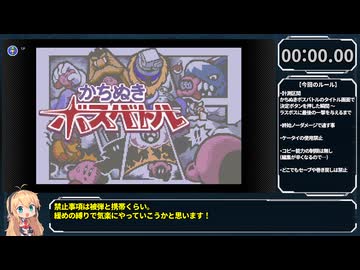 かちぬき
ボスバトル
00:00.00
【今回のルール】
・計測区間
かちぬきボスバトルのタイトル画面で
決定ボタンを押した瞬間 ~
ラスボスに最後の一撃を与えるまで
・終始ノーダメージで通す事
・ケータイの使用禁止
・コピー能力の制限は無し
(編集が辛くなるので…)
・どこでもセーブや巻き戻しは禁止
禁止事項は被弾と携帯くらい。
緩めの縛りで気楽にやっていこうかと思います！